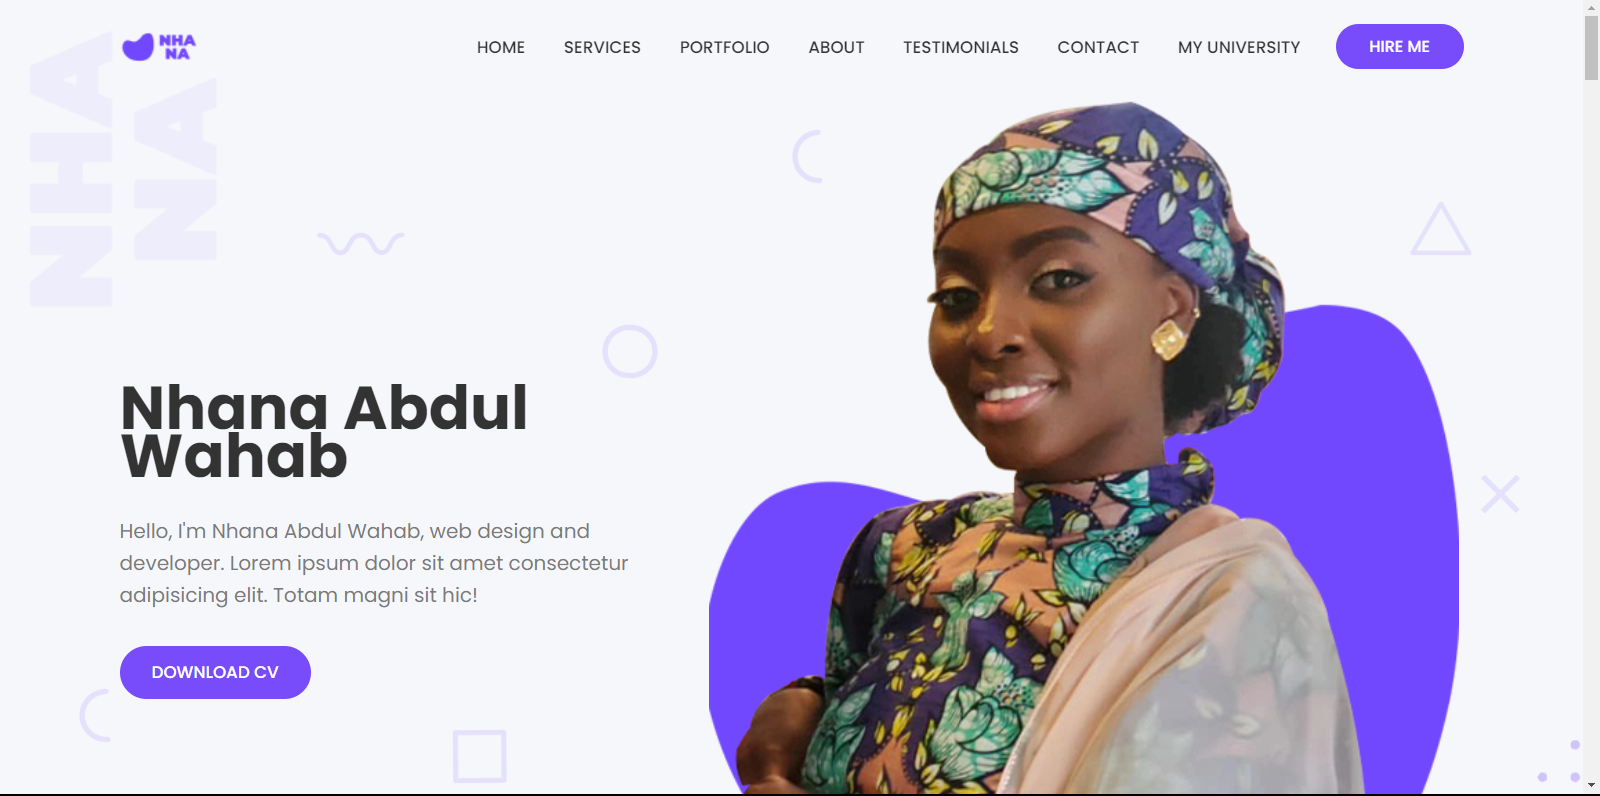 NHA
NA
NHA
NA
HOME SERVICES PORTFOLIO ABOUT TESTIMONIALS CONTACT MY UNIVERSITY HIRE ME
Nhana Abdul
Wahab
Hello, I'm Nhana Abdul Wahab, web design and
developer. Lorem ipsum dolor sit amet consectetur
adipisicing elit. Totam magni sit hic!
DOWNLOAD CV